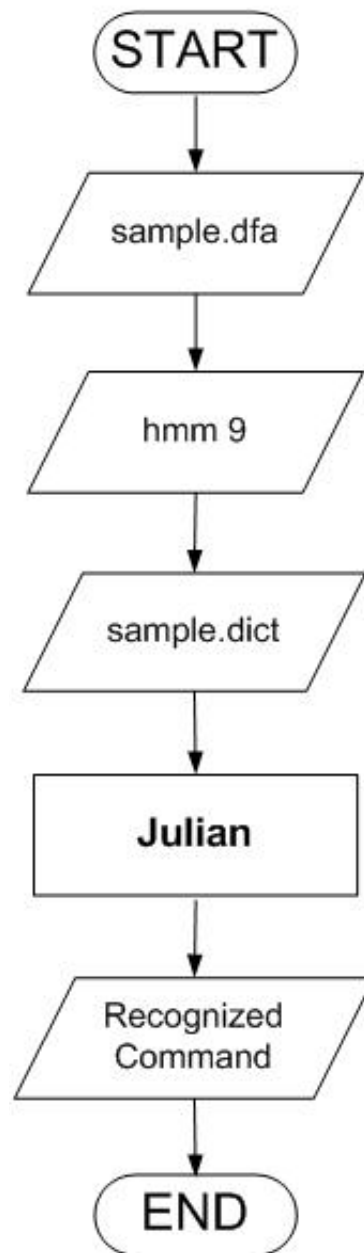 START
sample.dfa
hmm 9
sample.dict
Julian
Recognized
Command
END